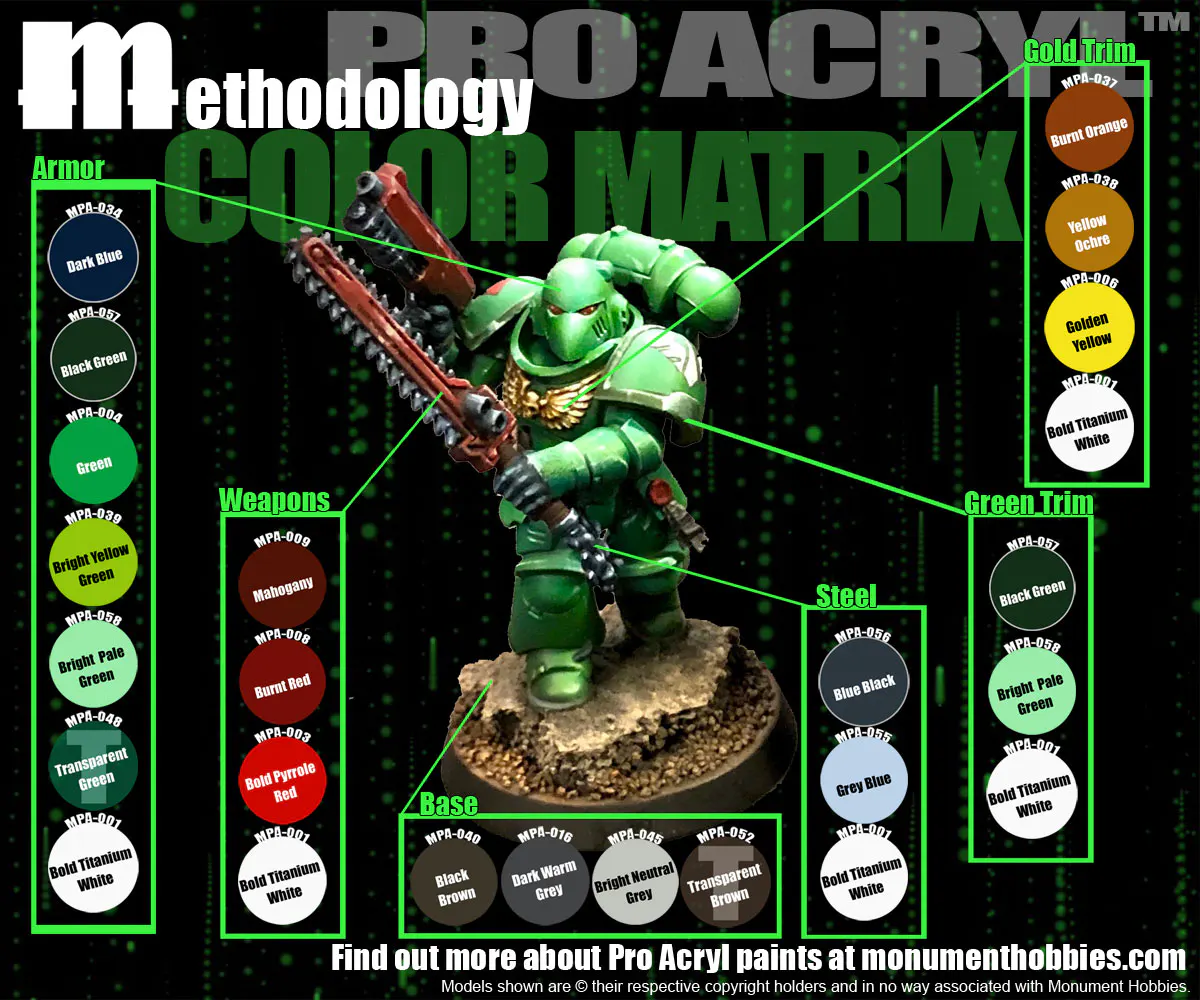 PRO ACRYL™
methodology
COLOR MATRIX
Armor
MPA-034
Dark Blue
MPA-057
Black Green
MPA-004
Green
MPA-039
Bright Yellow
Green
MPA-058
Bright Pale
Green
MPA-048
T
Transparent
Green
MPA-001
Bold Titanium
White
Weapons
MPA-009
Mahogany
MPA-008
Burnt Red
MPA-003
Bold Pyrrole
Red
MPA-001
Bold Titanium
White
Base
MPA-040
Black
Brown
MPA-016
Dark Warm
Grey
MPA-045
Bright Neutral
Grey
MPA-052
T
Transparent
Brown
Steel
MPA-056
Blue Black
MPA-055
Grey Blue
MPA-001
Bold Titanium
White
Gold Trim
MPA-037
Burnt Orange
MPA-038
Yellow
Ochre
MPA-006
Golden
Yellow
MPA-001
Bold Titanium
White
Green Trim
MPA-057
Black Green
MPA-058
Bright Pale
Green
MPA-001
Bold Titanium
White
Find out more about Pro Acryl paints at monumenthobbies.com
Models shown are © their respective copyright holders and in no way associated with Monument Hobbies.